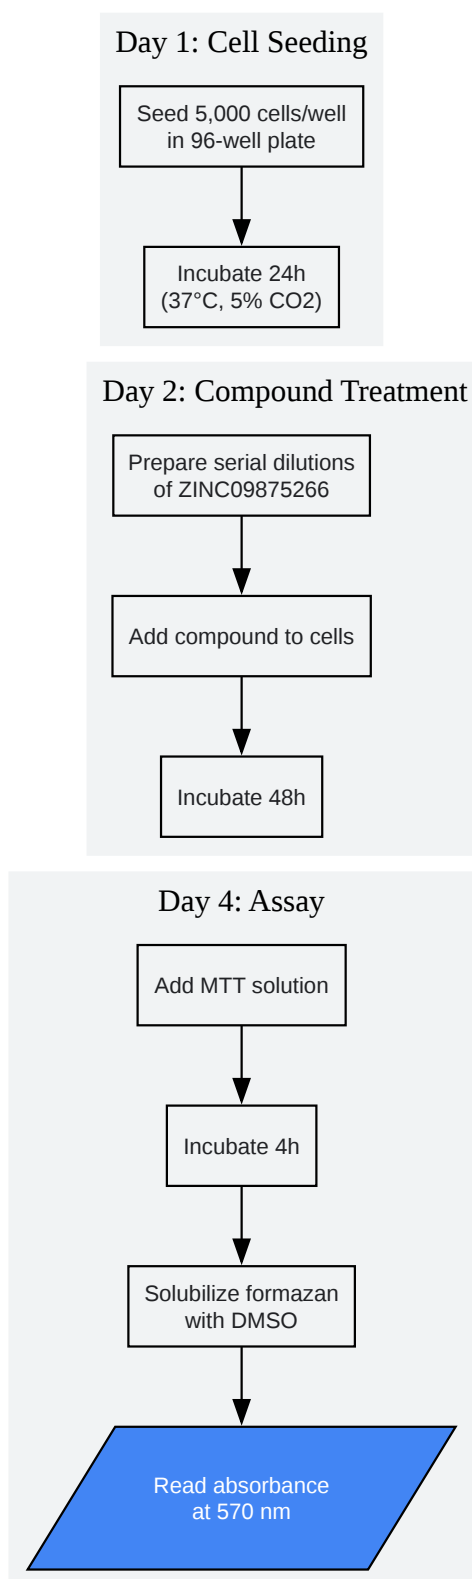 Day 1: Cell Seeding
Seed 5,000 cells/well
in 96-well plate
Incubate 24h
(37°C, 5% CO2)
Day 2: Compound Treatment
Prepare serial dilutions
of ZINC09875266
Add compound to cells
Incubate 48h
Day 4: Assay
Add MTT solution
Incubate 4h
Solubilize formazan
with DMSO
Read absorbance
at 570 nm